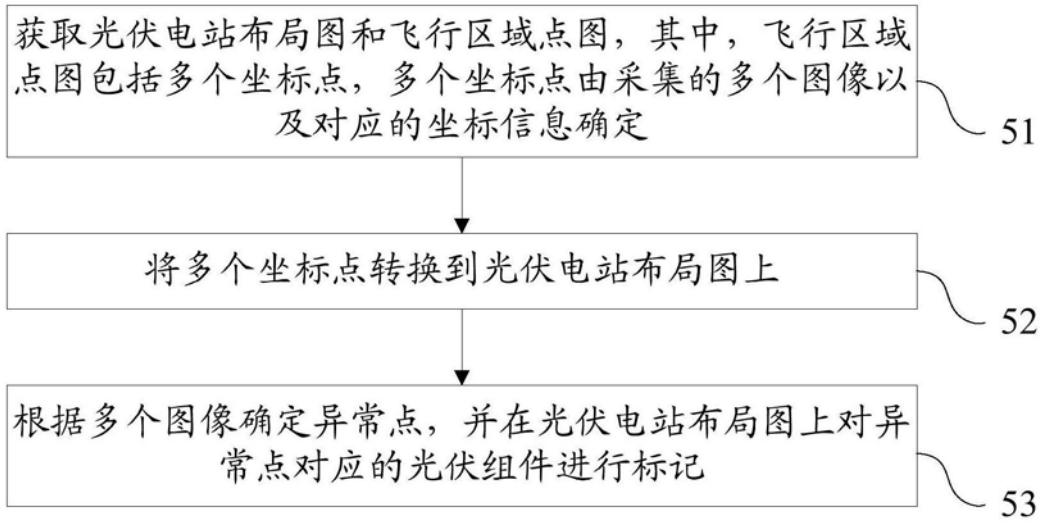 获取光伏电站布局图和飞行区域点图，其中，飞行区域
点图包括多个坐标点，多个坐标点由采集的多个图像以
及对应的坐标信息确定
51
将多个坐标点转换到光伏电站布局图上
52
根据多个图像确定异常点，并在光伏电站布局图上对异
常点对应的光伏组件进行标记
53